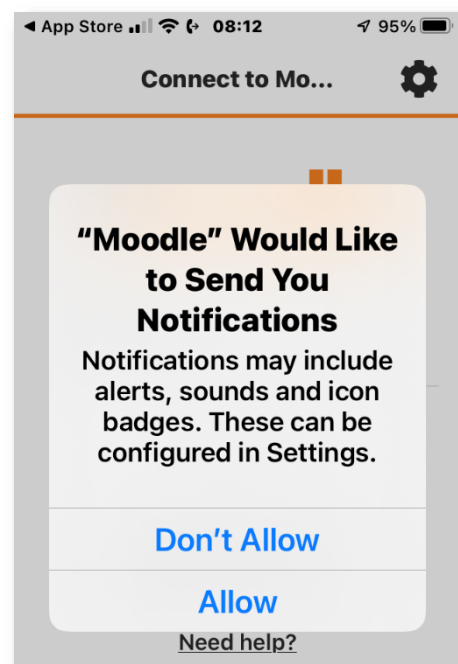 ◀ App Store 08:12 95%
Connect to Mo...
“Moodle” Would Like
to Send You
Notifications
Notifications may include
alerts, sounds and icon
badges. These can be
configured in Settings.
Don’t Allow
Allow
Need help?